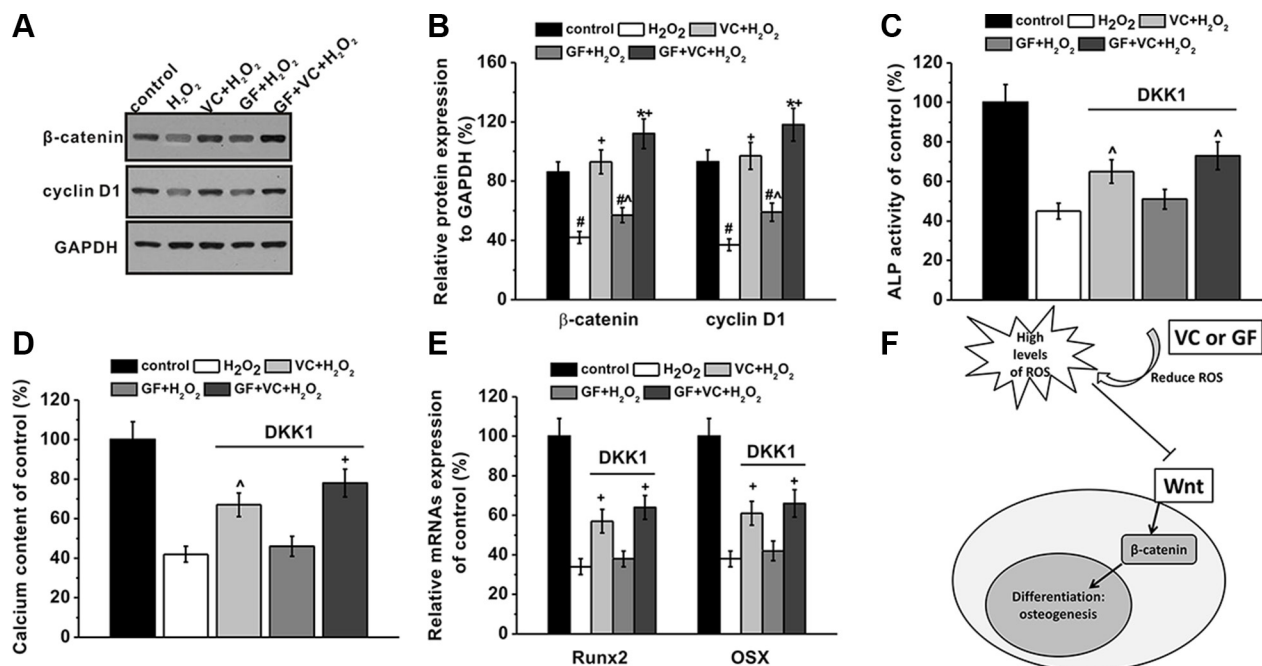 A
control
H₂O₂
VC+H₂O₂
GF+H₂O₂
GF+VC+H₂O₂
β-catenin
cyclin D1
GAPDH
B
control H₂O₂ VC+H₂O₂
GF+H₂O₂ GF+VC+H₂O₂
Relative protein expression
to GAPDH (%)
160
120
80
40
0
#
+
#^
*+
#
+
#^
*+
β-catenin cyclin D1
C
control H₂O₂ VC+H₂O₂
GF+H₂O₂ GF+VC+H₂O₂
ALP activity of control (%)
120
100
80
60
40
20
0
DKK1
^
^
D
control H₂O₂ VC+H₂O₂
GF+H₂O₂ GF+VC+H₂O₂
Calcium content of control (%)
120
100
80
60
40
20
0
DKK1
^
+
E
control H₂O₂ VC+H₂O₂
GF+H₂O₂ GF+VC+H₂O₂
Relative mRNAs expression
of control (%)
120
100
80
60
40
20
0
DKK1
+
+
DKK1
+
+
Runx2 OSX
F
High
levels
of ROS
VC or GF
Reduce ROS
Wnt
β-catenin
Differentiation:
osteogenesis